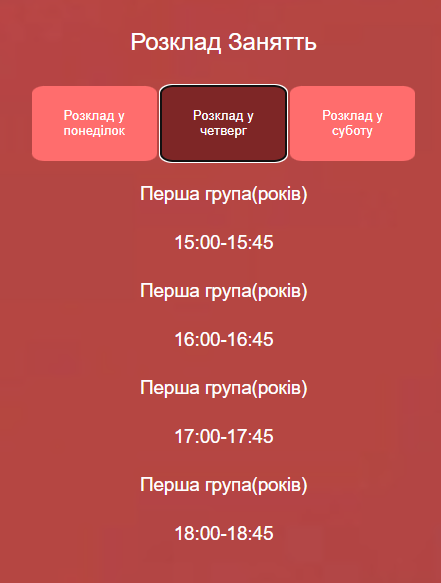 Розклад Занятть
Розклад у
понеділок
Розклад у
четверг
Розклад у
суботу
Перша група(років)
15:00-15:45
Перша група(років)
16:00-16:45
Перша група(років)
17:00-17:45
Перша група(років)
18:00-18:45